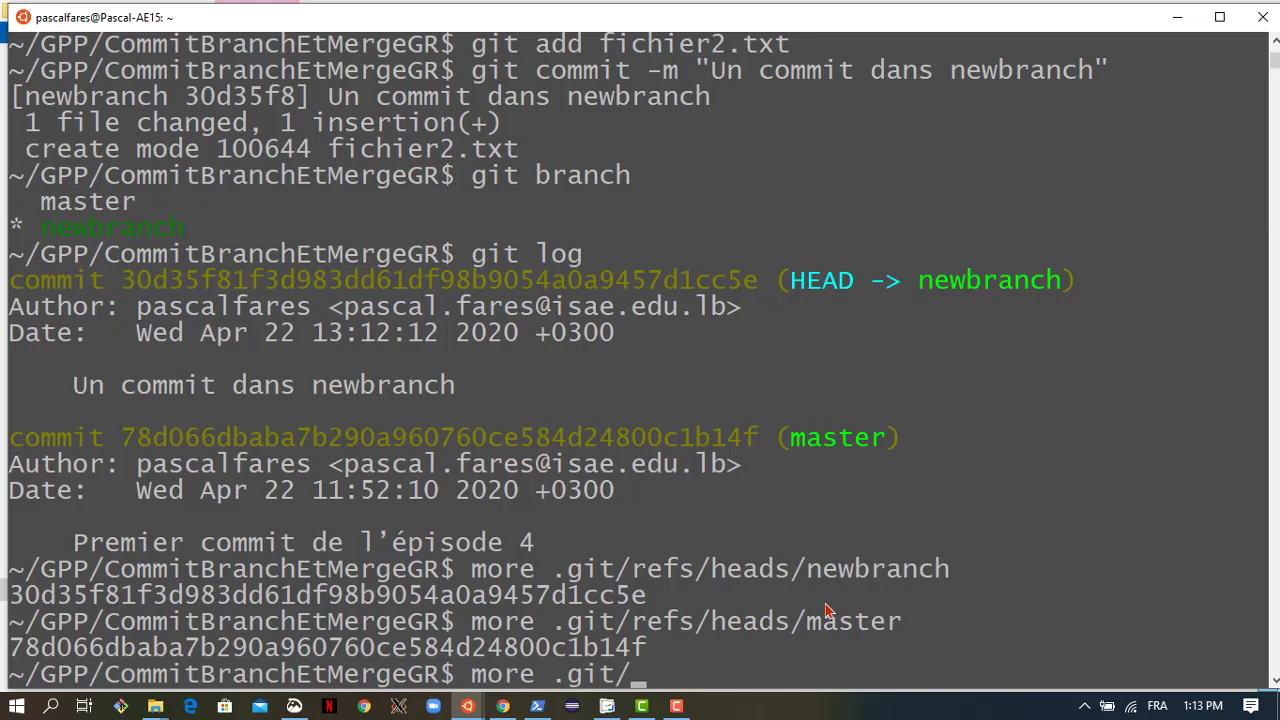 pascalfares@Pascal-AE15: ~
~/GPP/CommitBranchEtMergeGR$ git add fichier2.txt
~/GPP/CommitBranchEtMergeGR$ git commit -m "Un commit dans newbranch"
[newbranch 30d35f8] Un commit dans newbranch
1 file changed, 1 insertion(+)
create mode 100644 fichier2.txt
~/GPP/CommitBranchEtMergeGR$ git branch
master
* newbranch
~/GPP/CommitBranchEtMergeGR$ git log
commit 30d35f81f3d983dd61df98b9054a0a9457d1cc5e (HEAD -> newbranch)
Author: pascalfares <pascal.fares@isae.edu.lb>
Date:   Wed Apr 22 13:12:12 2020 +0300
Un commit dans newbranch
commit 78d066dbaba7b290a960760ce584d24800c1b14f (master)
Author: pascalfares <pascal.fares@isae.edu.lb>
Date:   Wed Apr 22 11:52:10 2020 +0300
Premier commit de l’épisode 4
~/GPP/CommitBranchEtMergeGR$ more .git/refs/heads/newbranch
30d35f81f3d983dd61df98b9054a0a9457d1cc5e
~/GPP/CommitBranchEtMergeGR$ more .git/refs/heads/master
78d066dbaba7b290a960760ce584d24800c1b14f
~/GPP/CommitBranchEtMergeGR$ more .git/
FRA 1:13 PM